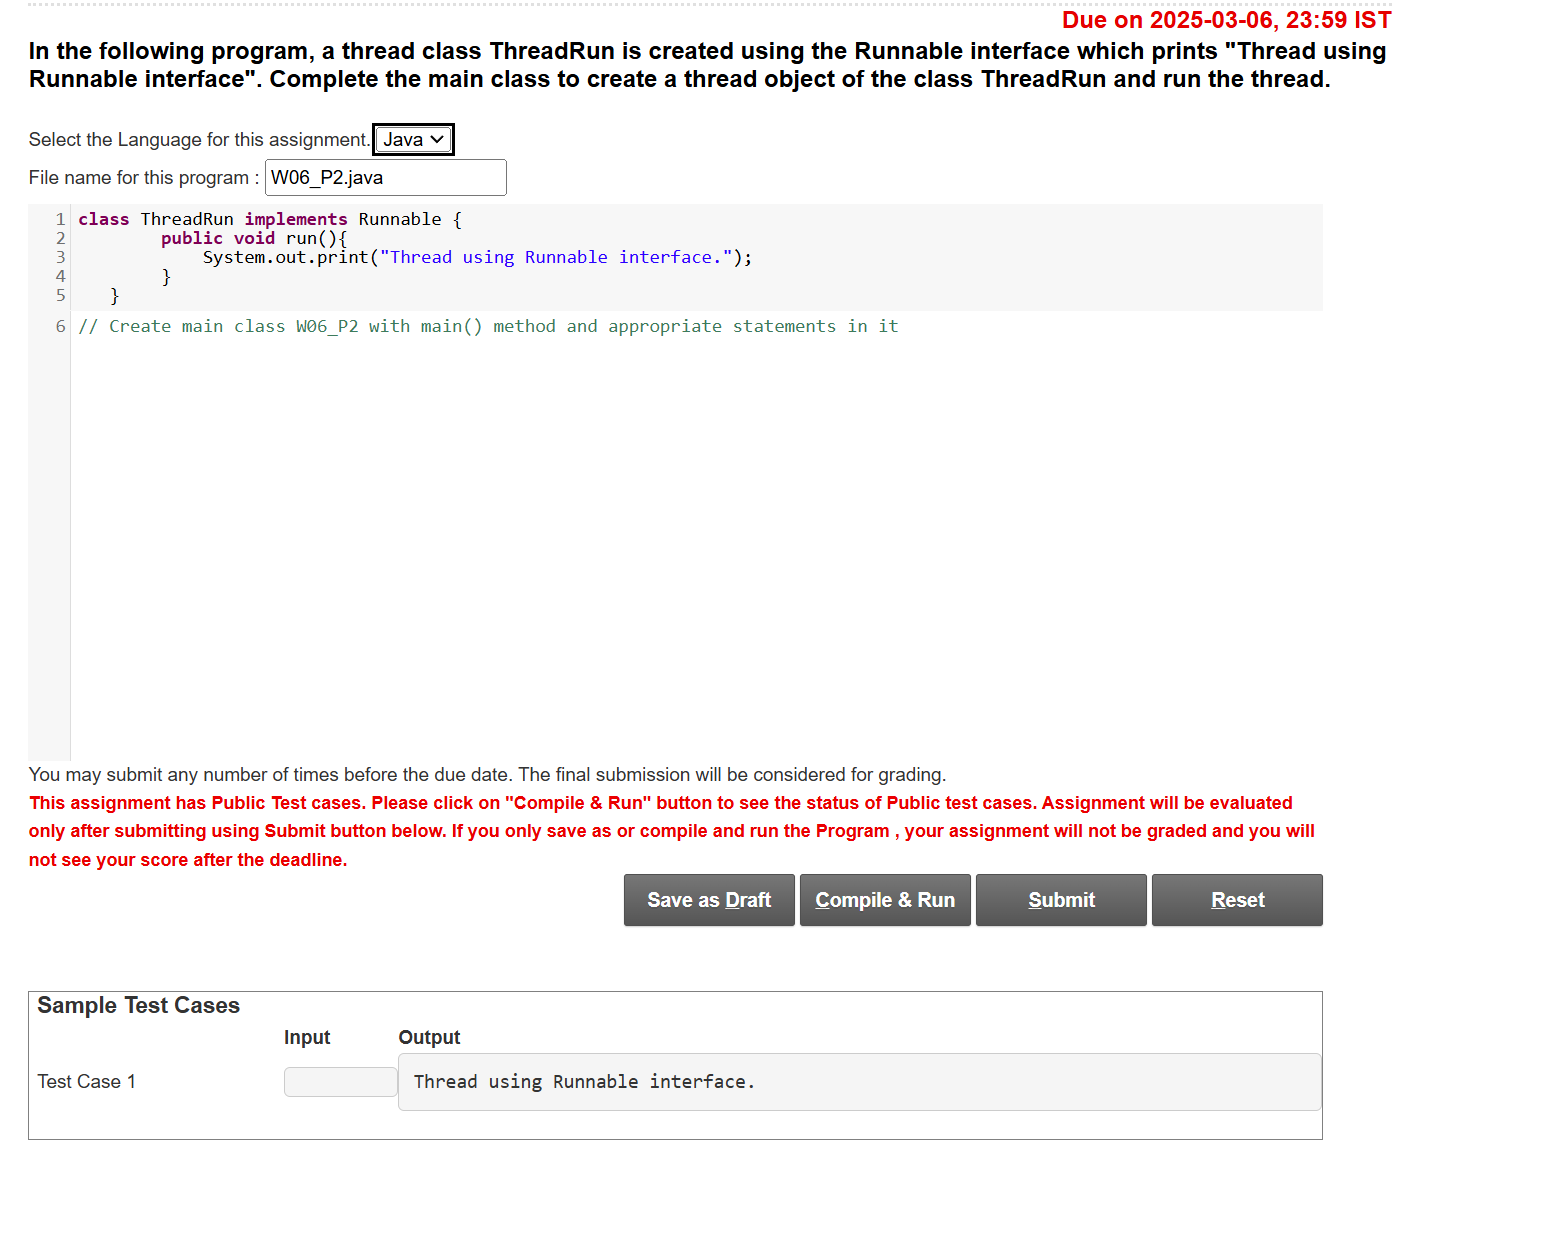 Due on 2025-03-06, 23:59 IST
In the following program, a thread class ThreadRun is created using the Runnable interface which prints "Thread using
Runnable interface". Complete the main class to create a thread object of the class ThreadRun and run the thread.
Select the Language for this assignment. Java
File name for this program : W06_P2.java
1 class ThreadRun implements Runnable {
2         public void run(){
3             System.out.print("Thread using Runnable interface.");
4         }
5    }
6 // Create main class W06_P2 with main() method and appropriate statements in it
You may submit any number of times before the due date. The final submission will be considered for grading.
This assignment has Public Test cases. Please click on "Compile & Run" button to see the status of Public test cases. Assignment will be evaluated
only after submitting using Submit button below. If you only save as or compile and run the Program , your assignment will not be graded and you will
not see your score after the deadline.
Save as Draft Compile & Run Submit Reset
Sample Test Cases
Input Output
Test Case 1 Thread using Runnable interface.